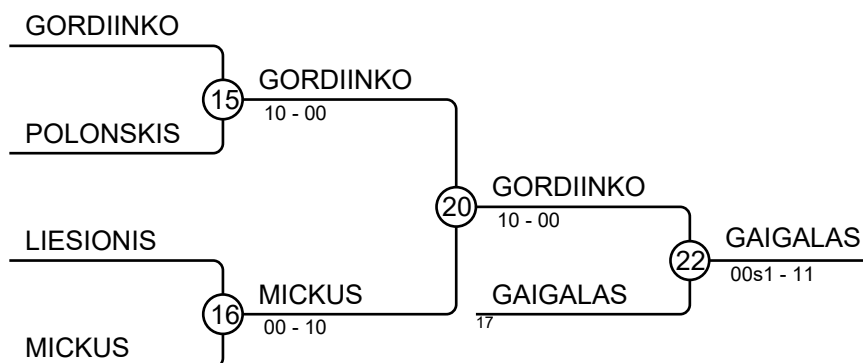 GORDIINKO
15
GORDIINKO
10 - 00
POLONSKIS
20
GORDIINKO
10 - 00
LIESIONIS
22
GAIGALAS
00s1 - 11
16
MICKUS
00 - 10
GAIGALAS
17
MICKUS